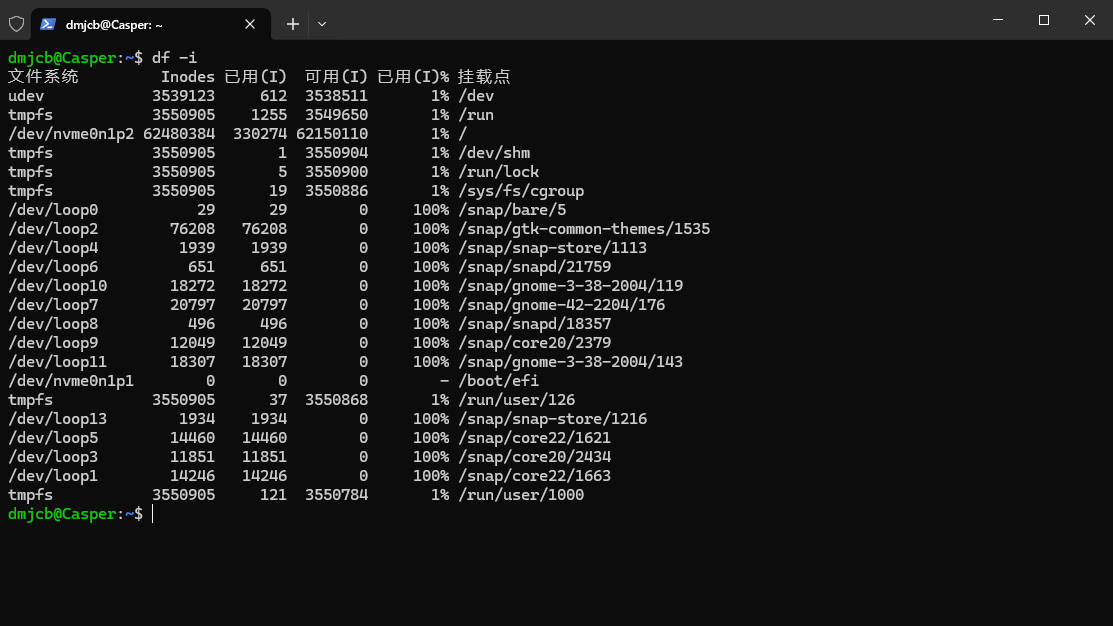 dmjcb@Casper: ~
dmjcb@Casper:~$ df -i
文件系统         Inodes 已用(I)  可用(I) 已用(I)% 挂载点
udev            3539123     612  3538511       1% /dev
tmpfs           3550905    1255  3549650       1% /run
/dev/nvme0n1p2 62480384  330274 62150110       1% /
tmpfs           3550905       1  3550904       1% /dev/shm
tmpfs           3550905       5  3550900       1% /run/lock
tmpfs           3550905      19  3550886       1% /sys/fs/cgroup
/dev/loop0           29      29        0     100% /snap/bare/5
/dev/loop2        76208   76208        0     100% /snap/gtk-common-themes/1535
/dev/loop4         1939    1939        0     100% /snap/snap-store/1113
/dev/loop6          651     651        0     100% /snap/snapd/21759
/dev/loop10       18272   18272        0     100% /snap/gnome-3-38-2004/119
/dev/loop7        20797   20797        0     100% /snap/gnome-42-2204/176
/dev/loop8          496     496        0     100% /snap/snapd/18357
/dev/loop9        12049   12049        0     100% /snap/core20/2379
/dev/loop11       18307   18307        0     100% /snap/gnome-3-38-2004/143
/dev/nvme0n1p1        0       0        0        - /boot/efi
tmpfs           3550905      37  3550868       1% /run/user/126
/dev/loop13        1934    1934        0     100% /snap/snap-store/1216
/dev/loop5        14460   14460        0     100% /snap/core22/1621
/dev/loop3        11851   11851        0     100% /snap/core20/2434
/dev/loop1        14246   14246        0     100% /snap/core22/1663
tmpfs           3550905     121  3550784       1% /run/user/1000
dmjcb@Casper:~$